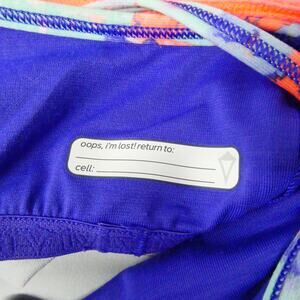 oops, i'm lost! return to:
cell: